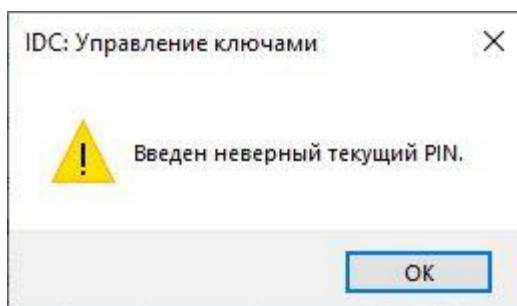 IDC: Управление ключами
Введен неверный текущий PIN.
OK